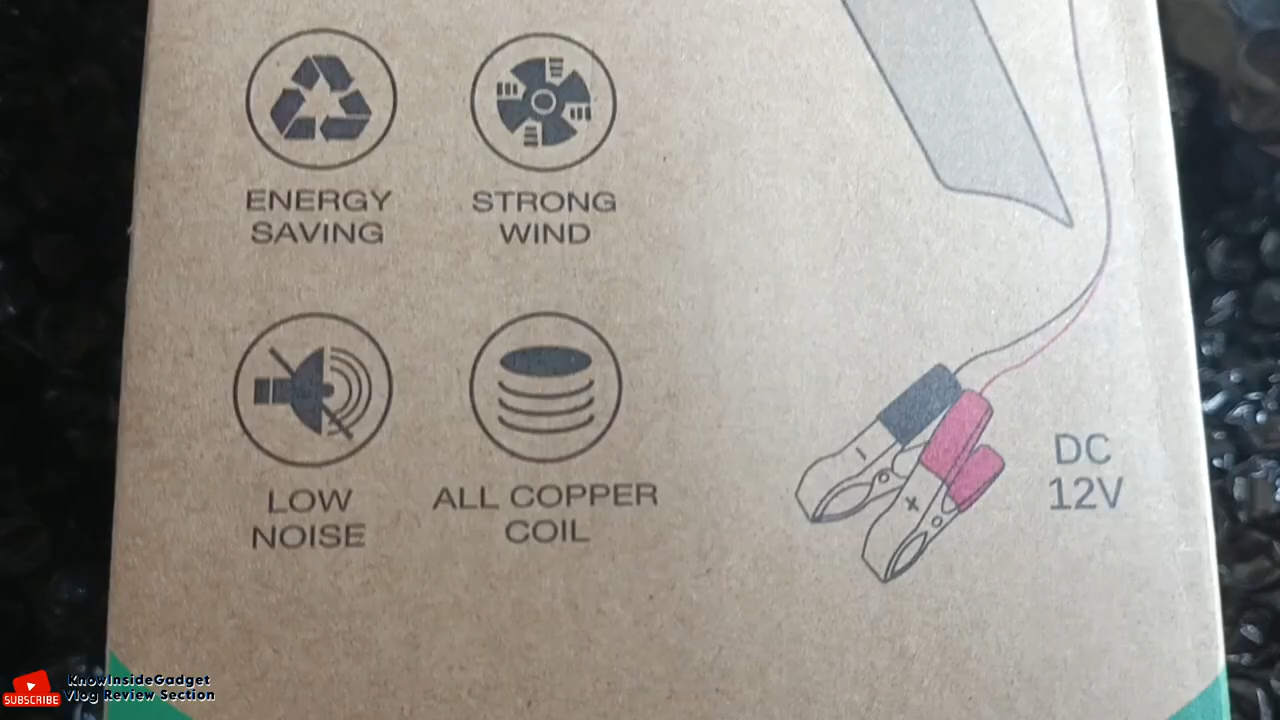 ENERGY
SAVING
STRONG
WIND
LOW
NOISE
ALL COPPER
COIL
-
+
DC
12V
SUBSCRIBE
KnowInsideGadget
Vlog Review Section